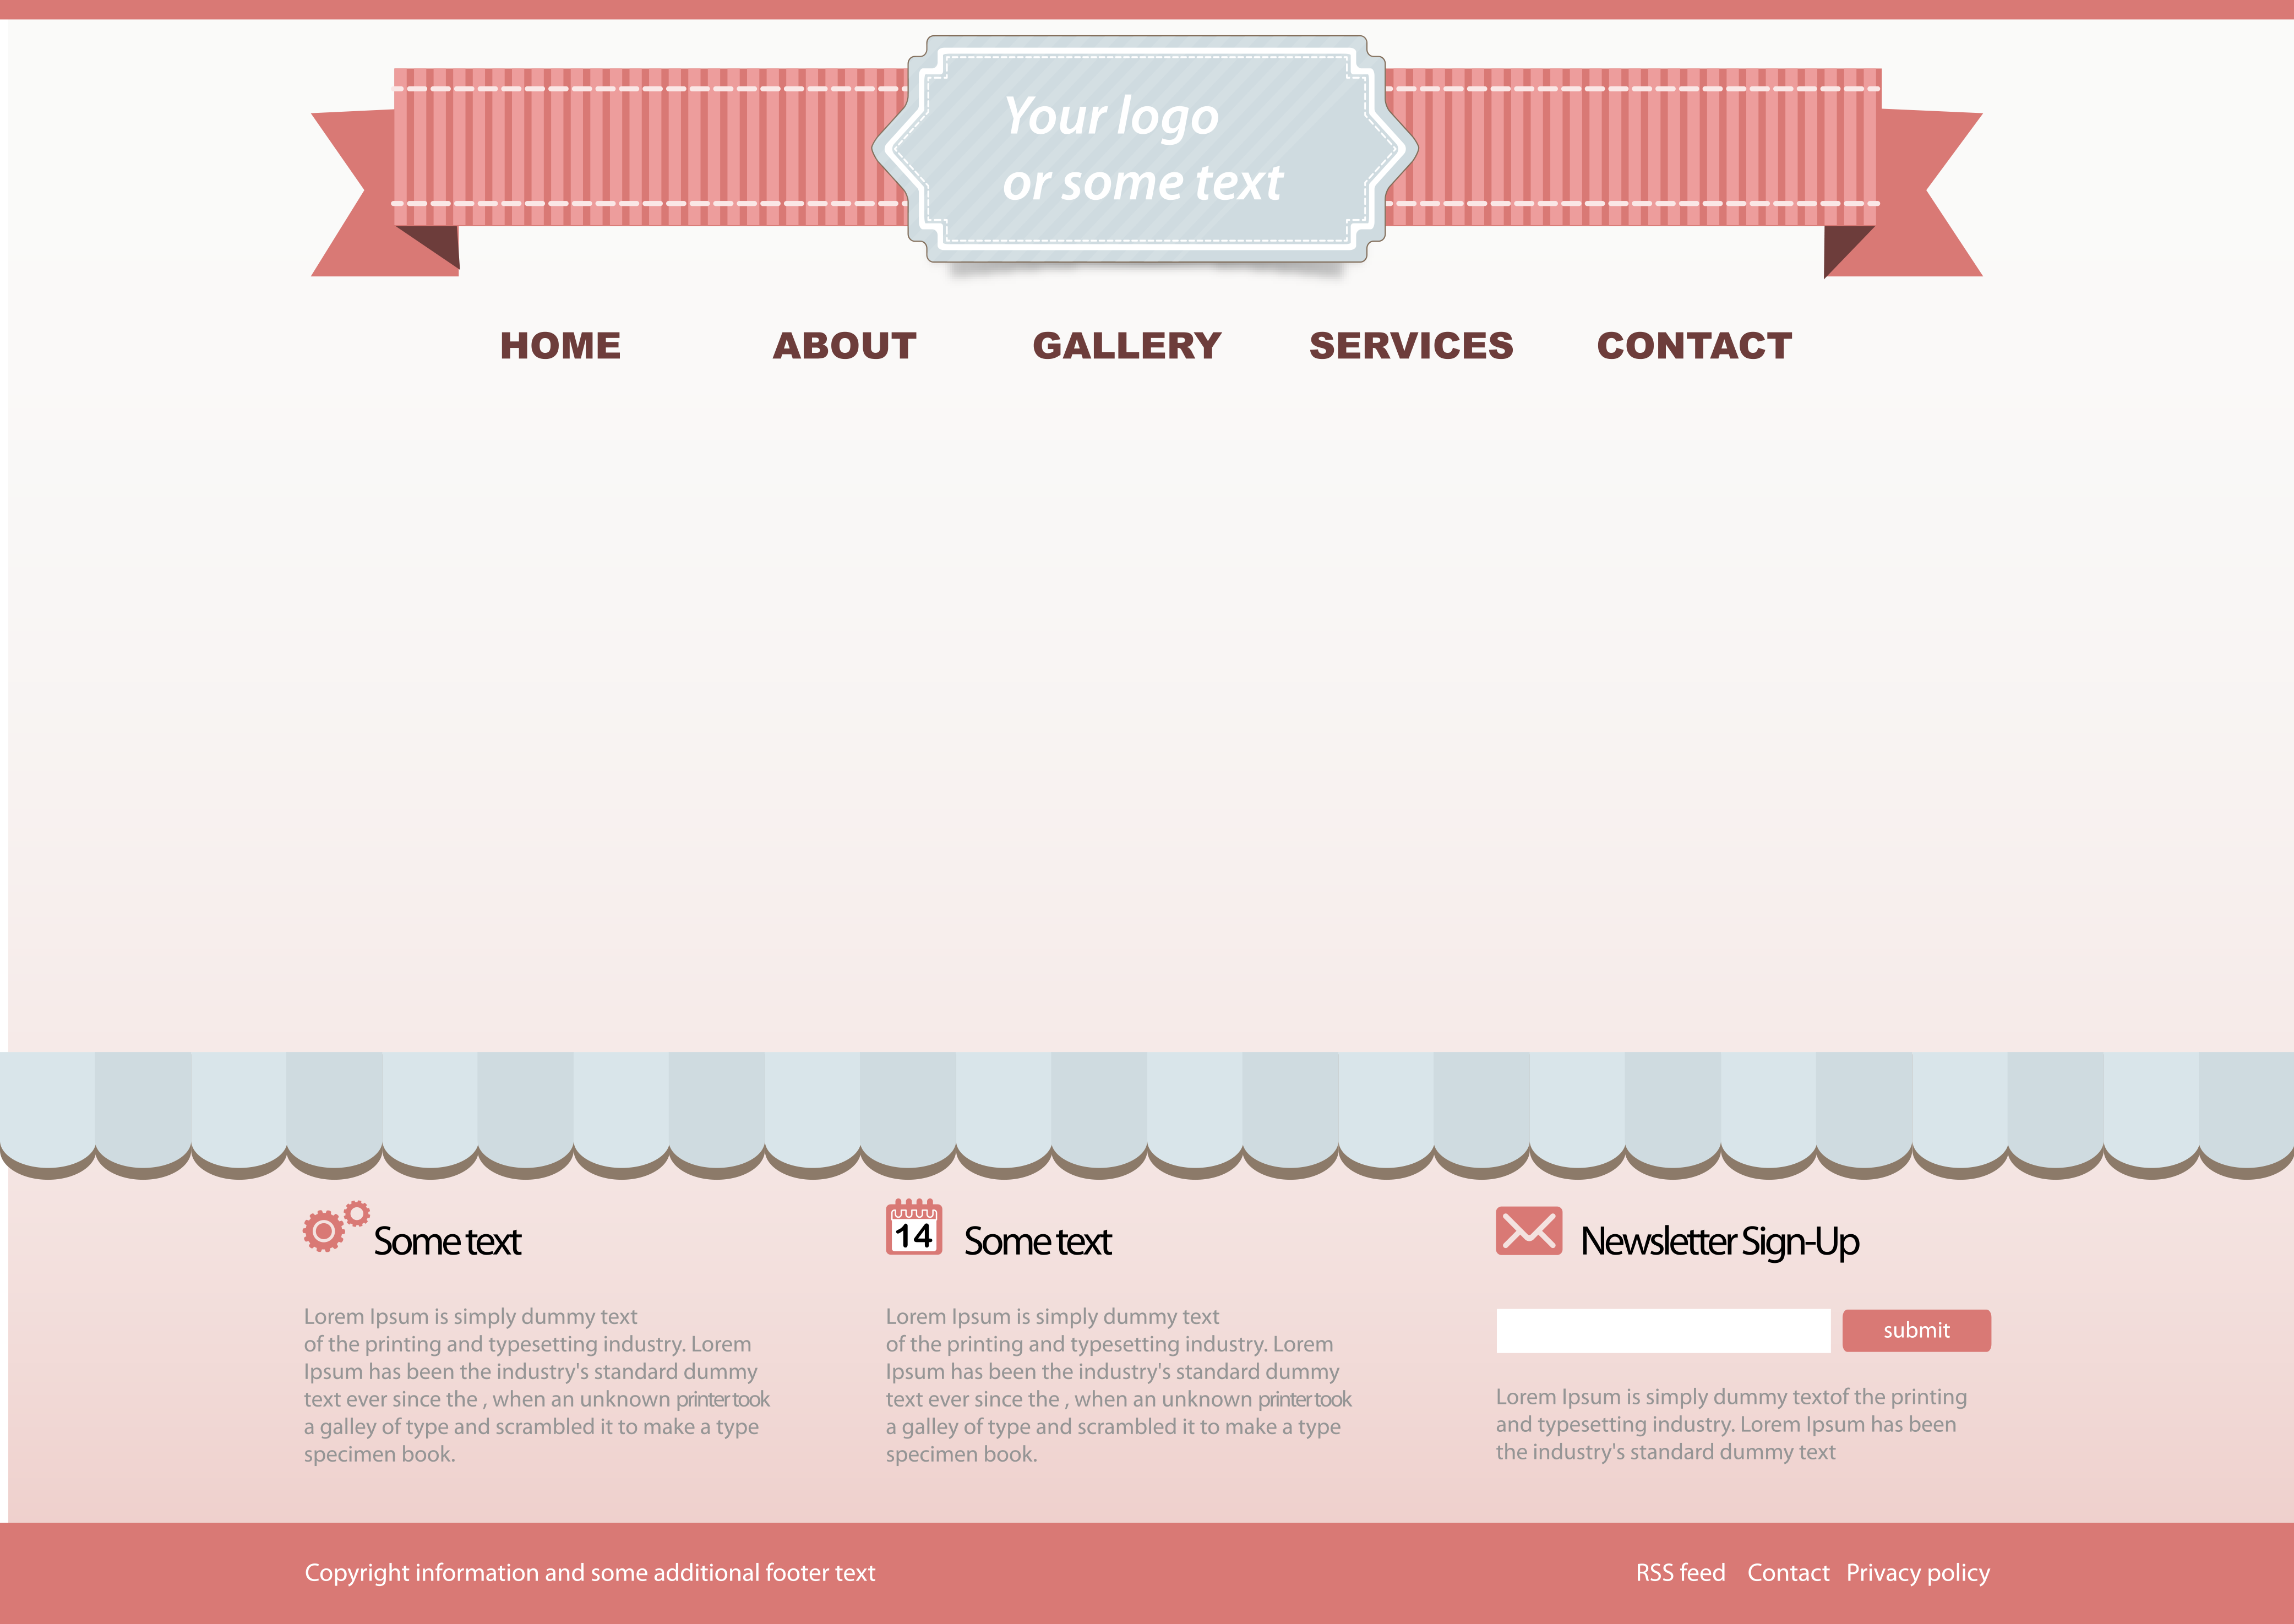 Your logo
or some text
HOME ABOUT GALLERY SERVICES CONTACT
Some text
Lorem Ipsum is simply dummy text
of the printing and typesetting industry. Lorem
Ipsum has been the industry's standard dummy
text ever since the , when an unknown printer took
a galley of type and scrambled it to make a type
specimen book.
14
Some text
Lorem Ipsum is simply dummy text
of the printing and typesetting industry. Lorem
Ipsum has been the industry's standard dummy
text ever since the , when an unknown printer took
a galley of type and scrambled it to make a type
specimen book.
Newsletter Sign-Up
submit
Lorem Ipsum is simply dummy textof the printing
and typesetting industry. Lorem Ipsum has been
the industry's standard dummy text
Copyright information and some additional footer text
RSS feed Contact Privacy policy